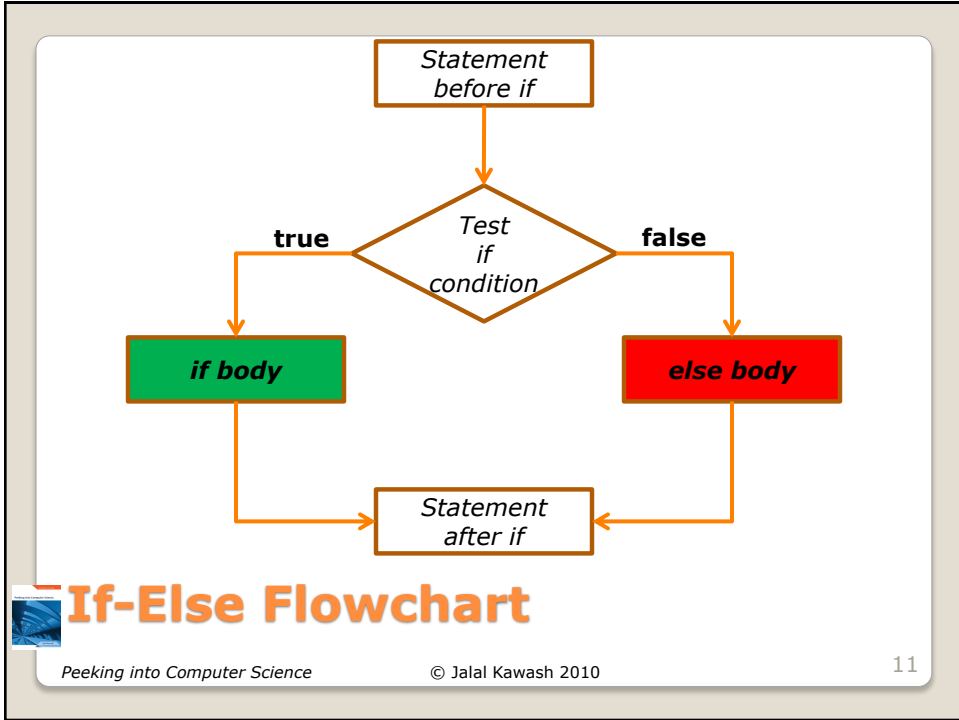 Statement
before if
Test
if
condition
true
false
if body
else body
Statement
after if
If-Else Flowchart
Peeking into Computer Science
© Jalal Kawash 2010
11